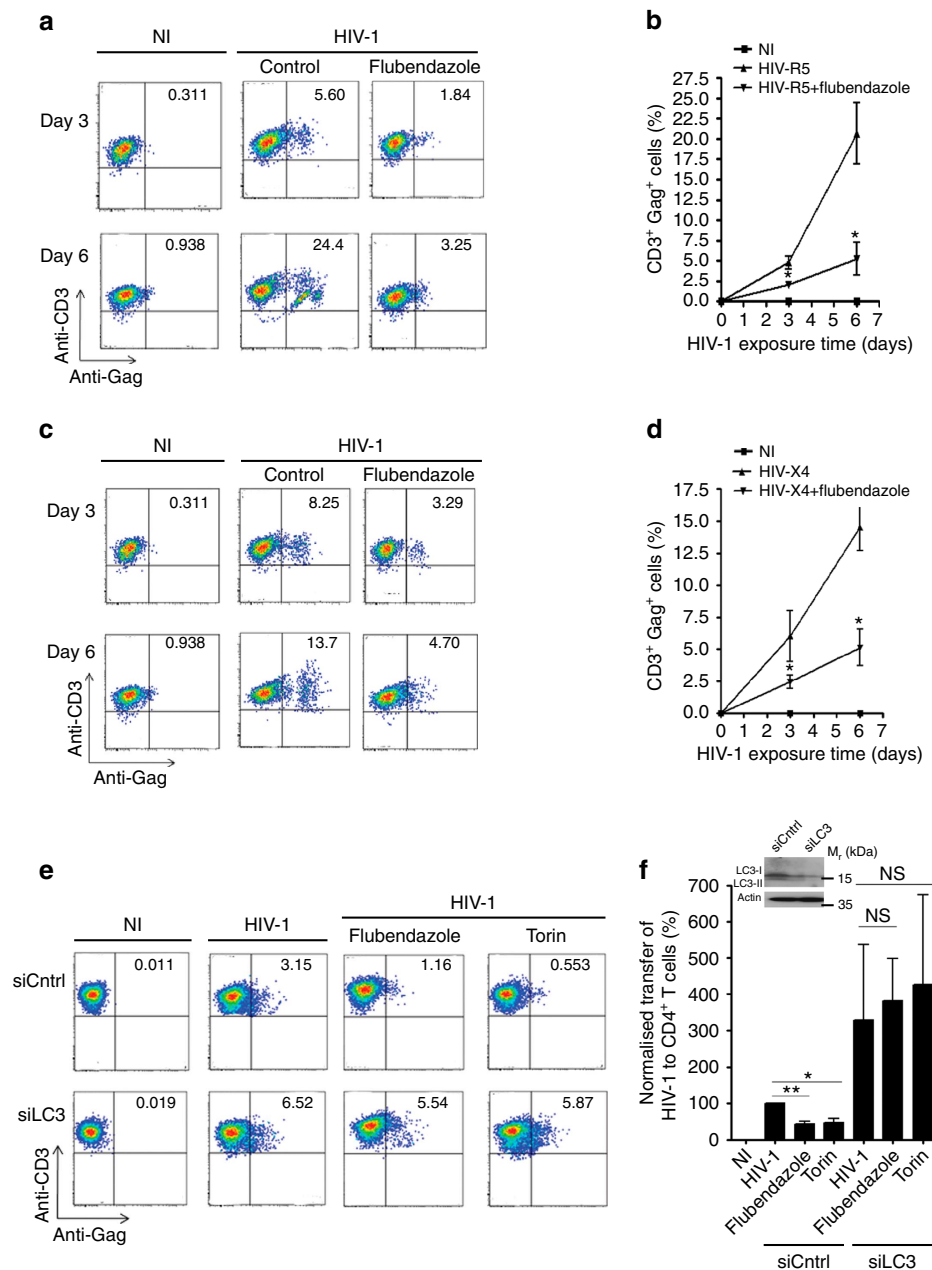 a
NI
HIV-1
Control
Flubendazole
Day 3
0.311
5.60
1.84
Day 6
0.938
24.4
3.25
Anti-CD3
Anti-Gag
b
NI
HIV-R5
HIV-R5+flubendazole
CD3+ Gag+ cells (%)
27.5
25.0
22.5
20.0
17.5
15.0
12.5
10.0
7.5
5.0
2.5
0.0
*
*
0 1 2 3 4 5 6 7
HIV-1 exposure time (days)
c
NI
HIV-1
Control
Flubendazole
Day 3
0.311
8.25
3.29
Day 6
0.938
13.7
4.70
Anti-CD3
Anti-Gag
d
NI
HIV-X4
HIV-X4+flubendazole
CD3+ Gag+ cells (%)
17.5
15.0
12.5
10.0
7.5
5.0
2.5
0.0
*
*
0 1 2 3 4 5 6 7
HIV-1 exposure time (days)
e
HIV-1
NI
HIV-1
Flubendazole
Torin
siCntrl
0.011
3.15
1.16
0.553
siLC3
0.019
6.52
5.54
5.87
Anti-CD3
Anti-Gag
f
siCntrl
siLC3
Mr (kDa)
LC3-I
LC3-II
15
Actin
35
Normalised transfer of
HIV-1 to CD4+ T cells (%)
700
600
500
400
300
200
100
0
NS
NS
*
**
NI
HIV-1
Flubendazole
Torin
HIV-1
Flubendazole
Torin
siCntrl
siLC3